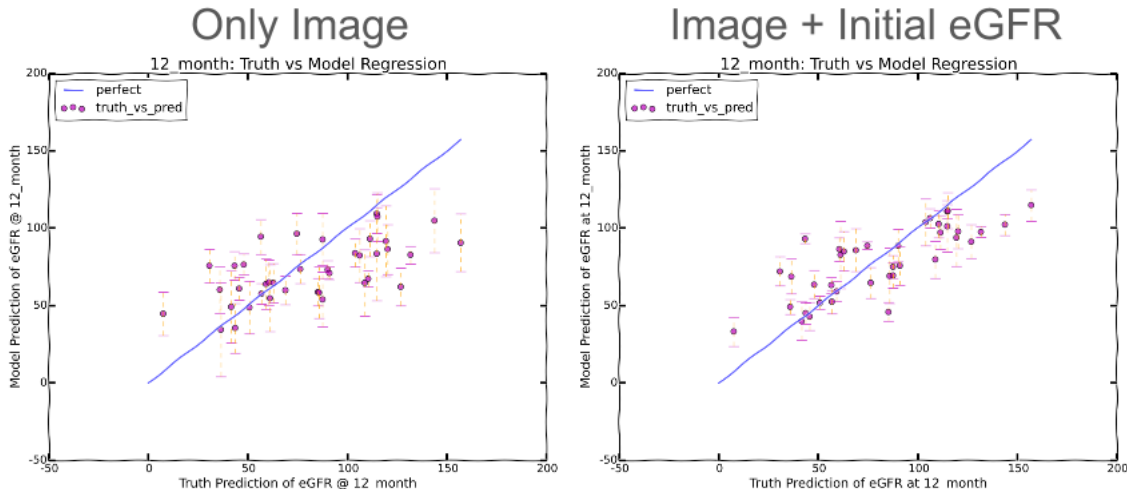 Only Image
12_month: Truth vs Model Regression
200
150
100
50
0
-50
perfect
truth_vs_pred
Model Prediction of eGFR @ 12_month
-50 0 50 100 150 200
Truth Prediction of eGFR @ 12_month
Image + Initial eGFR
12_month: Truth vs Model Regression
200
150
100
50
0
-50
perfect
truth_vs_pred
Model Prediction of eGFR at 12_month
-50 0 50 100 150 200
Truth Prediction of eGFR at 12_month